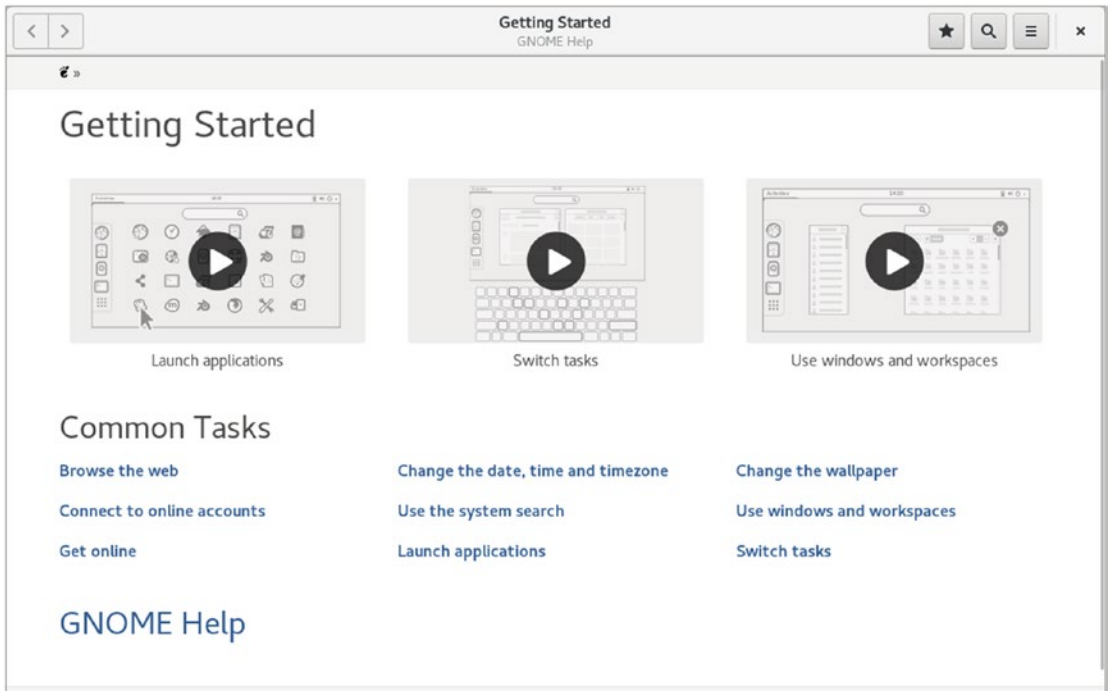 Getting Started
GNOME Help
»
Getting Started
Launch applications
Switch tasks
Use windows and workspaces
Common Tasks
Browse the web
Change the date, time and timezone
Change the wallpaper
Connect to online accounts
Use the system search
Use windows and workspaces
Get online
Launch applications
Switch tasks
GNOME Help